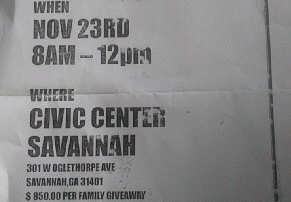 WHEN
NOV 23RD
8AM - 12pm
WHERE
CIVIC CENTER
SAVANNAH
301 W OGLETHORPE AVE
SAVANNAH,GA 31401
$ 850.00 PER FAMILY GIVEAWAY